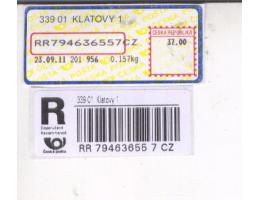 339 01 KLATOVY 1
RR794636557CZ
ČESKÁ REPUBLIKA
37.00
23.09.11 201 956 0.157kg
R
339 01 Klatovy 1
Doporučeně
Recommandé
Česká pošta
RR 79463655 7 CZ